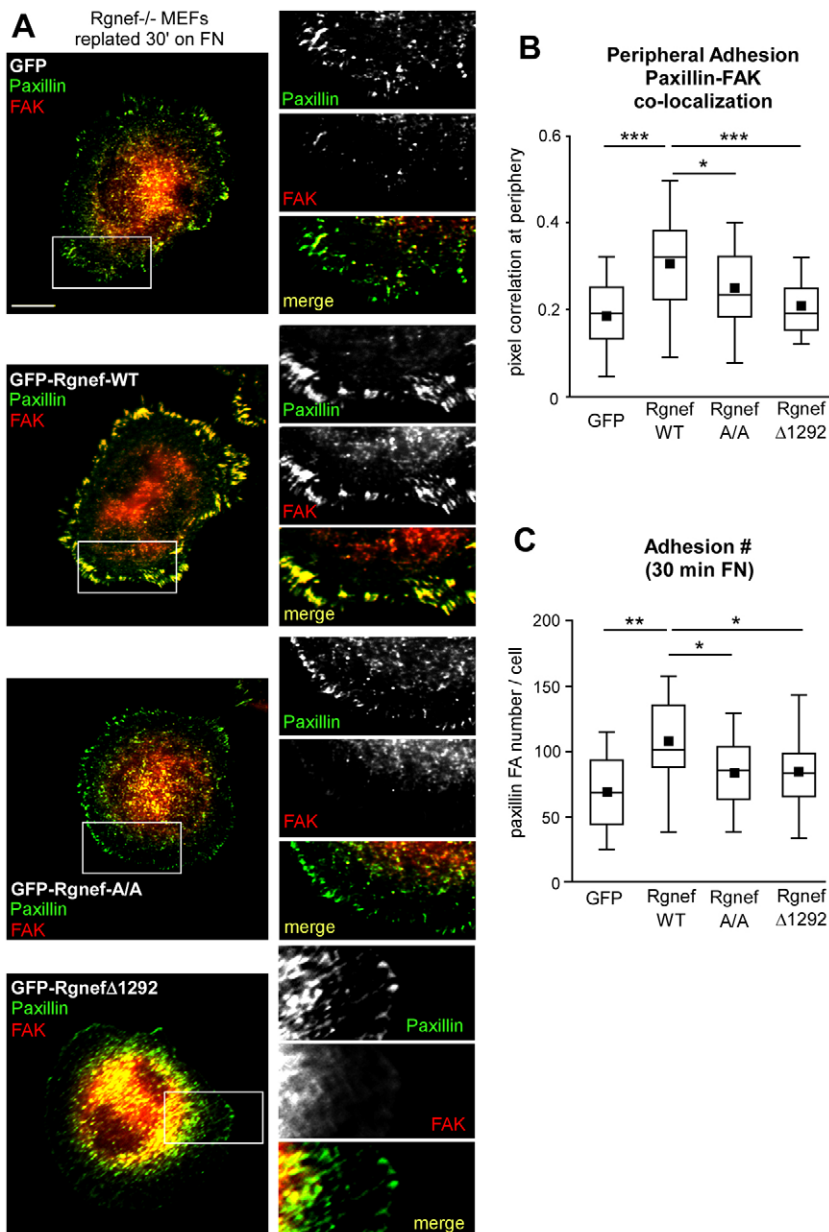 A
Rgnef-/- MEFs
replated 30' on FN
GFP
Paxillin
FAK
Paxillin
FAK
merge
GFP-Rgnef-WT
Paxillin
FAK
Paxillin
FAK
merge
GFP-Rgnef-A/A
Paxillin
FAK
Paxillin
FAK
merge
GFP-RgnefΔ1292
Paxillin
FAK
Paxillin
FAK
merge
B
Peripheral Adhesion
Paxillin-FAK
co-localization
pixel correlation at periphery
0.6
0.4
0.2
0
*** ***
*
GFP Rgnef WT Rgnef A/A Rgnef Δ1292
C
Adhesion #
(30 min FN)
paxillin FA number / cell
200
150
100
50
0
** *
*
GFP Rgnef WT Rgnef A/A Rgnef Δ1292